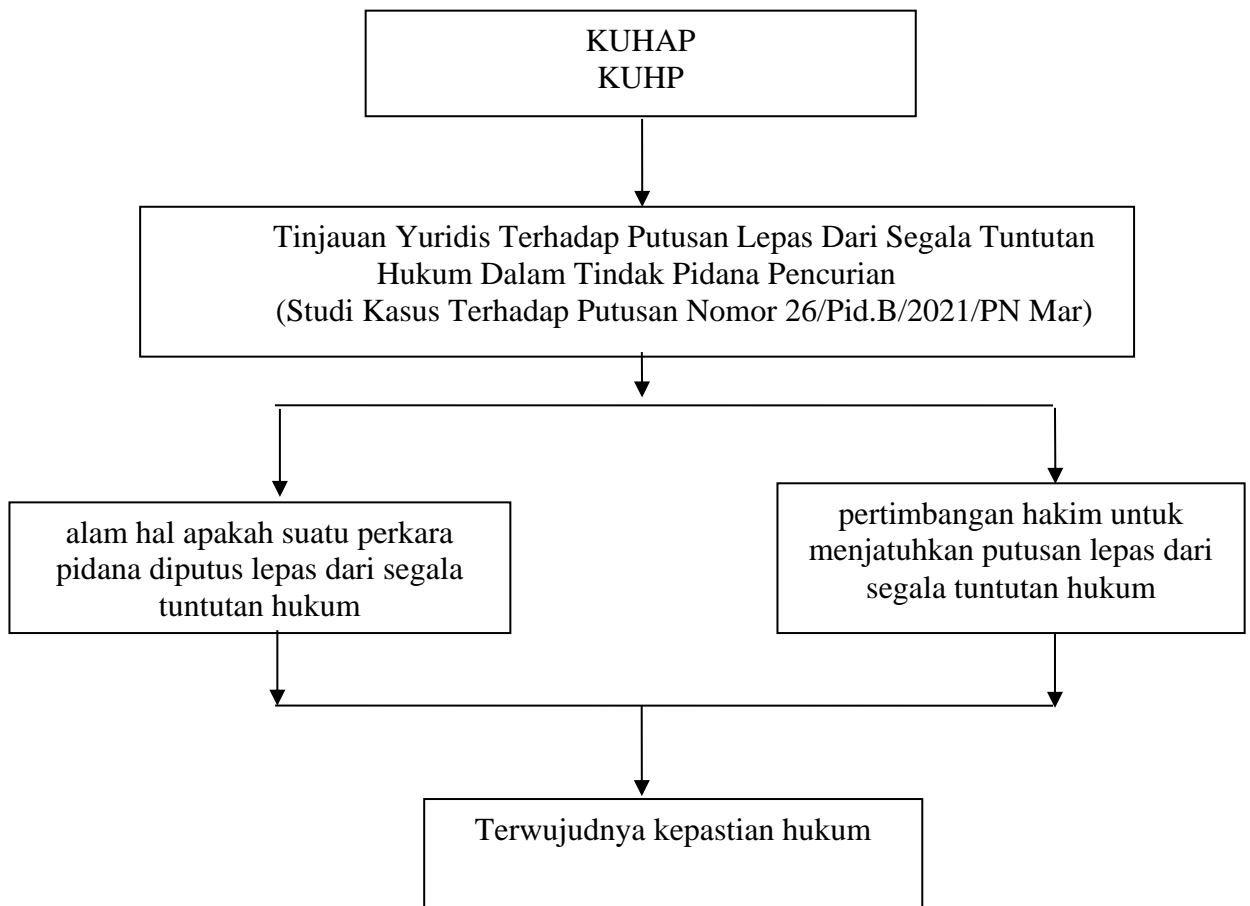 KUHAP
KUHP
Tinjauan Yuridis Terhadap Putusan Lepas Dari Segala Tuntutan
Hukum Dalam Tindak Pidana Pencurian
(Studi Kasus Terhadap Putusan Nomor 26/Pid.B/2021/PN Mar)
alam hal apakah suatu perkara
pidana diputus lepas dari segala
tuntutan hukum
pertimbangan hakim untuk
menjatuhkan putusan lepas dari
segala tuntutan hukum
Terwujudnya kepastian hukum